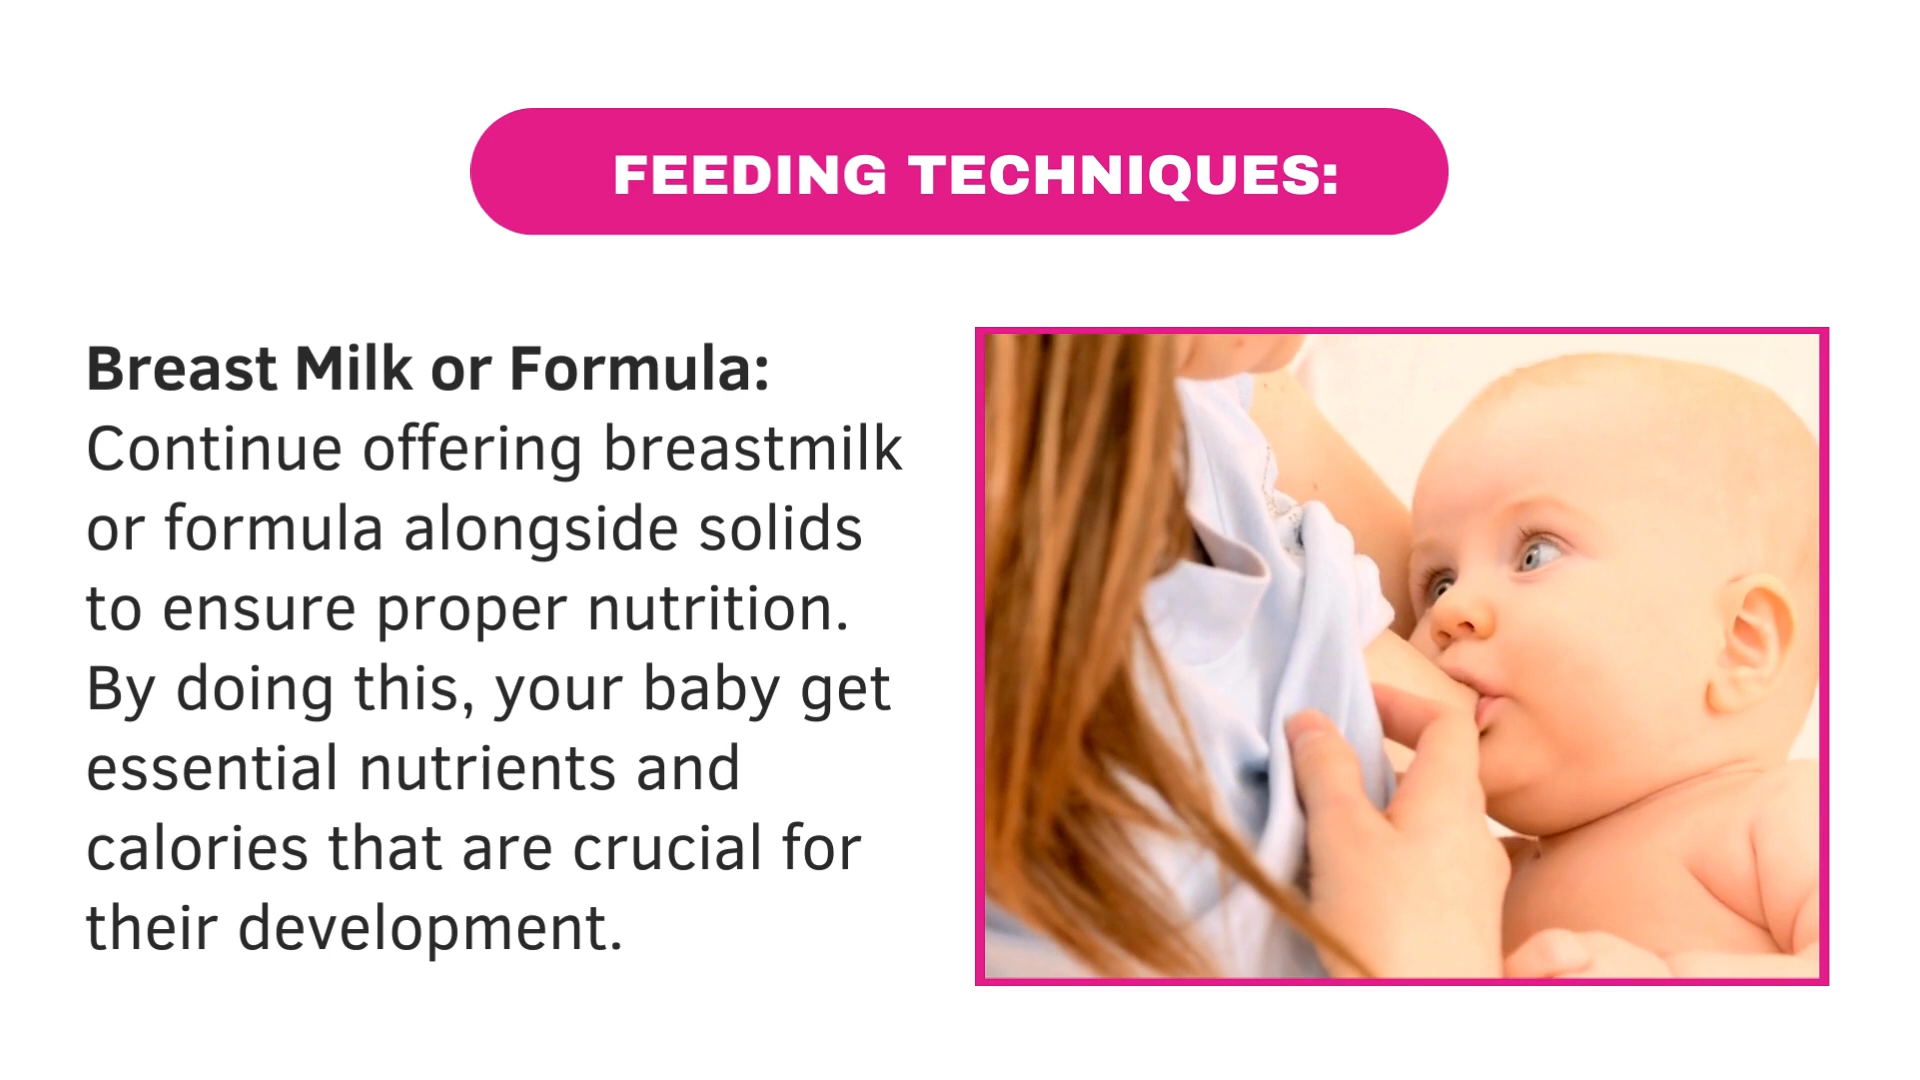 FEEDING TECHNIQUES:
Breast Milk or Formula:
Continue offering breastmilk
or formula alongside solids
to ensure proper nutrition.
By doing this, your baby get
essential nutrients and
calories that are crucial for
their development.